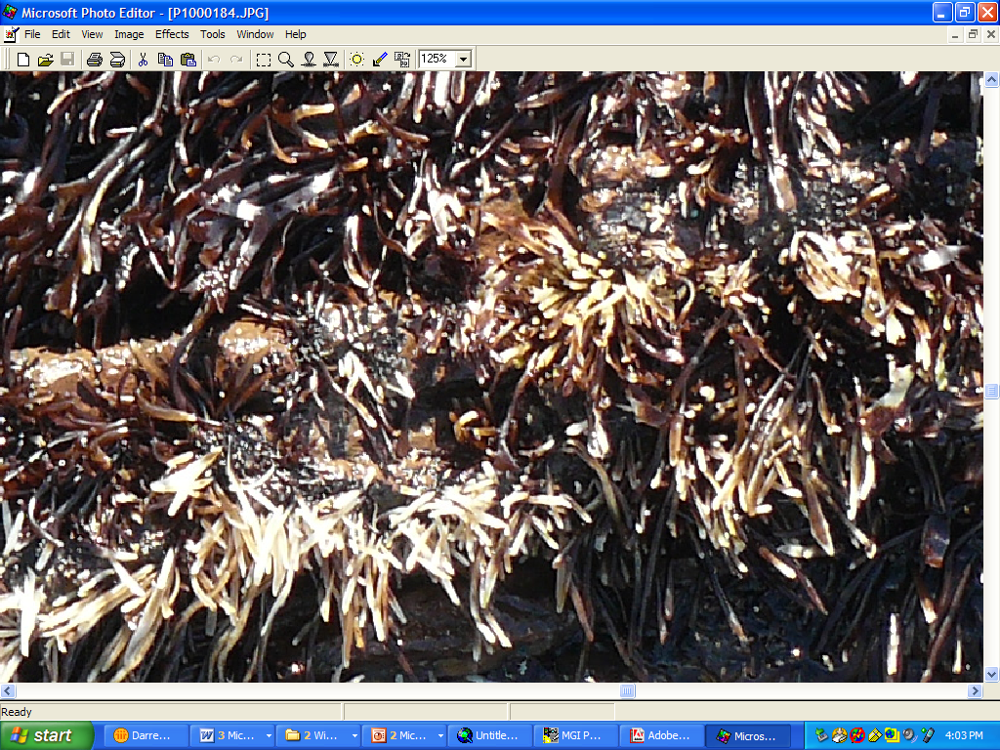 Microsoft Photo Editor - [P1000184.JPG]
File Edit View Image Effects Tools Window Help
125%
Ready
start Darre... 3 Mic... 2 Wi... 2 Mic... Untitle... MGI P... Adobe... Micros... 4:03 PM